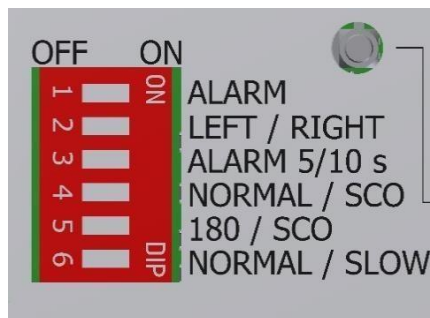 OFF ON
1 ON ALARM
2 LEFT / RIGHT
3 ALARM 5/10 s
4 NORMAL / SCO
5 180 / SCO
6 DIP NORMAL / SLOW